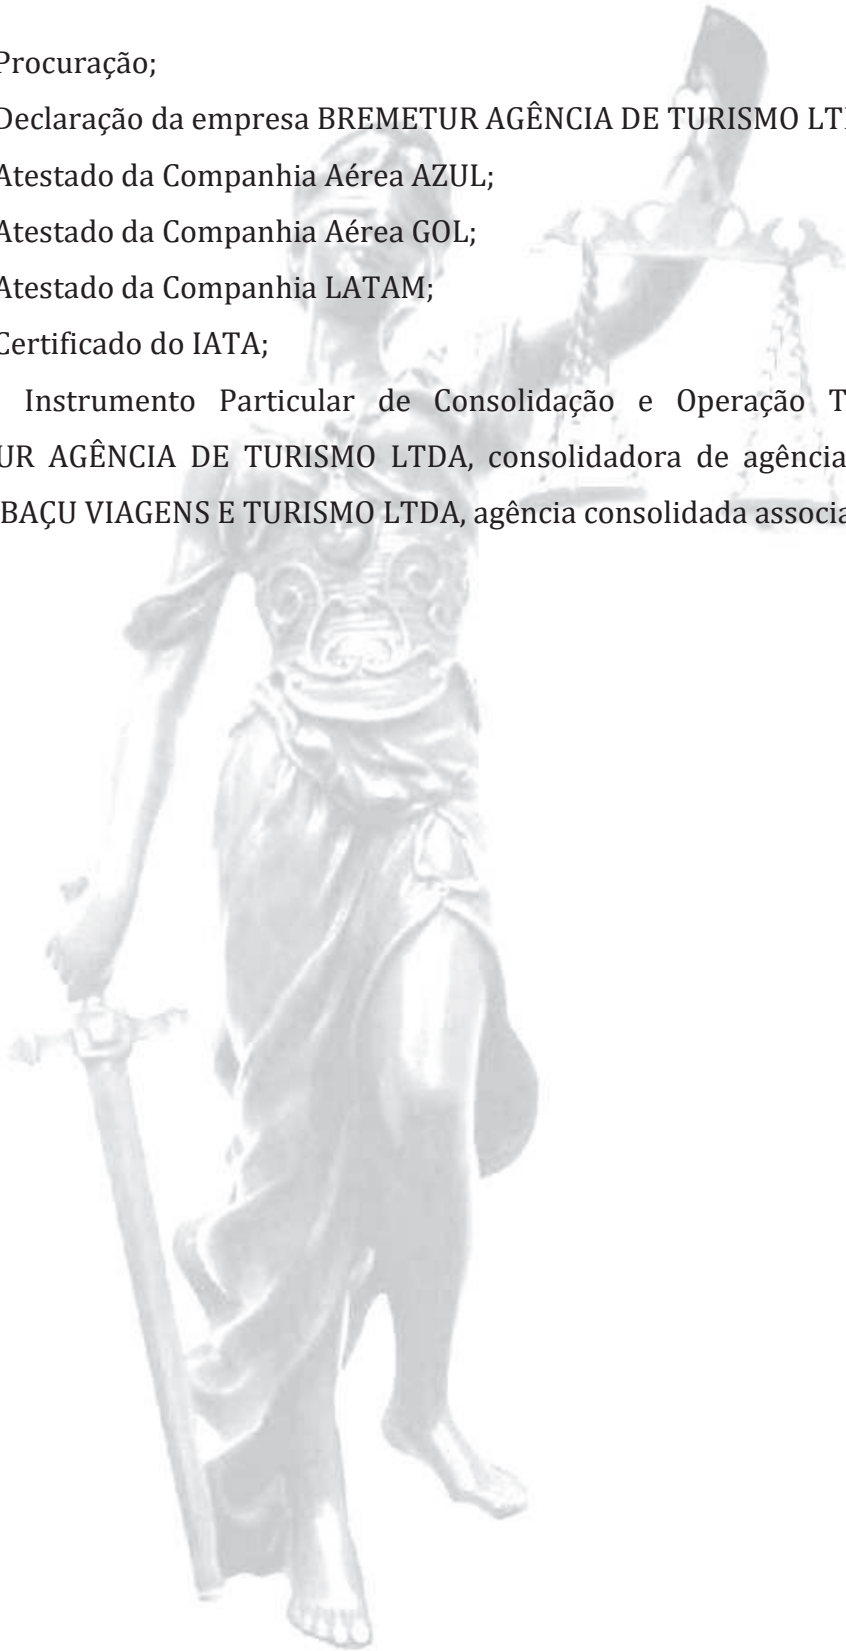 Procuração;
Declaração da empresa BREMETUR AGÊNCIA DE TURISMO LT
Atestado da Companhia Aérea AZUL;
Atestado da Companhia Aérea GOL;
Atestado da Companhia LATAM;
Certificado do IATA;
Instrumento Particular de Consolidação e Operação T
UR AGÊNCIA DE TURISMO LTDA, consolidadora de agência
BAÇU VIAGENS E TURISMO LTDA, agência consolidada associa